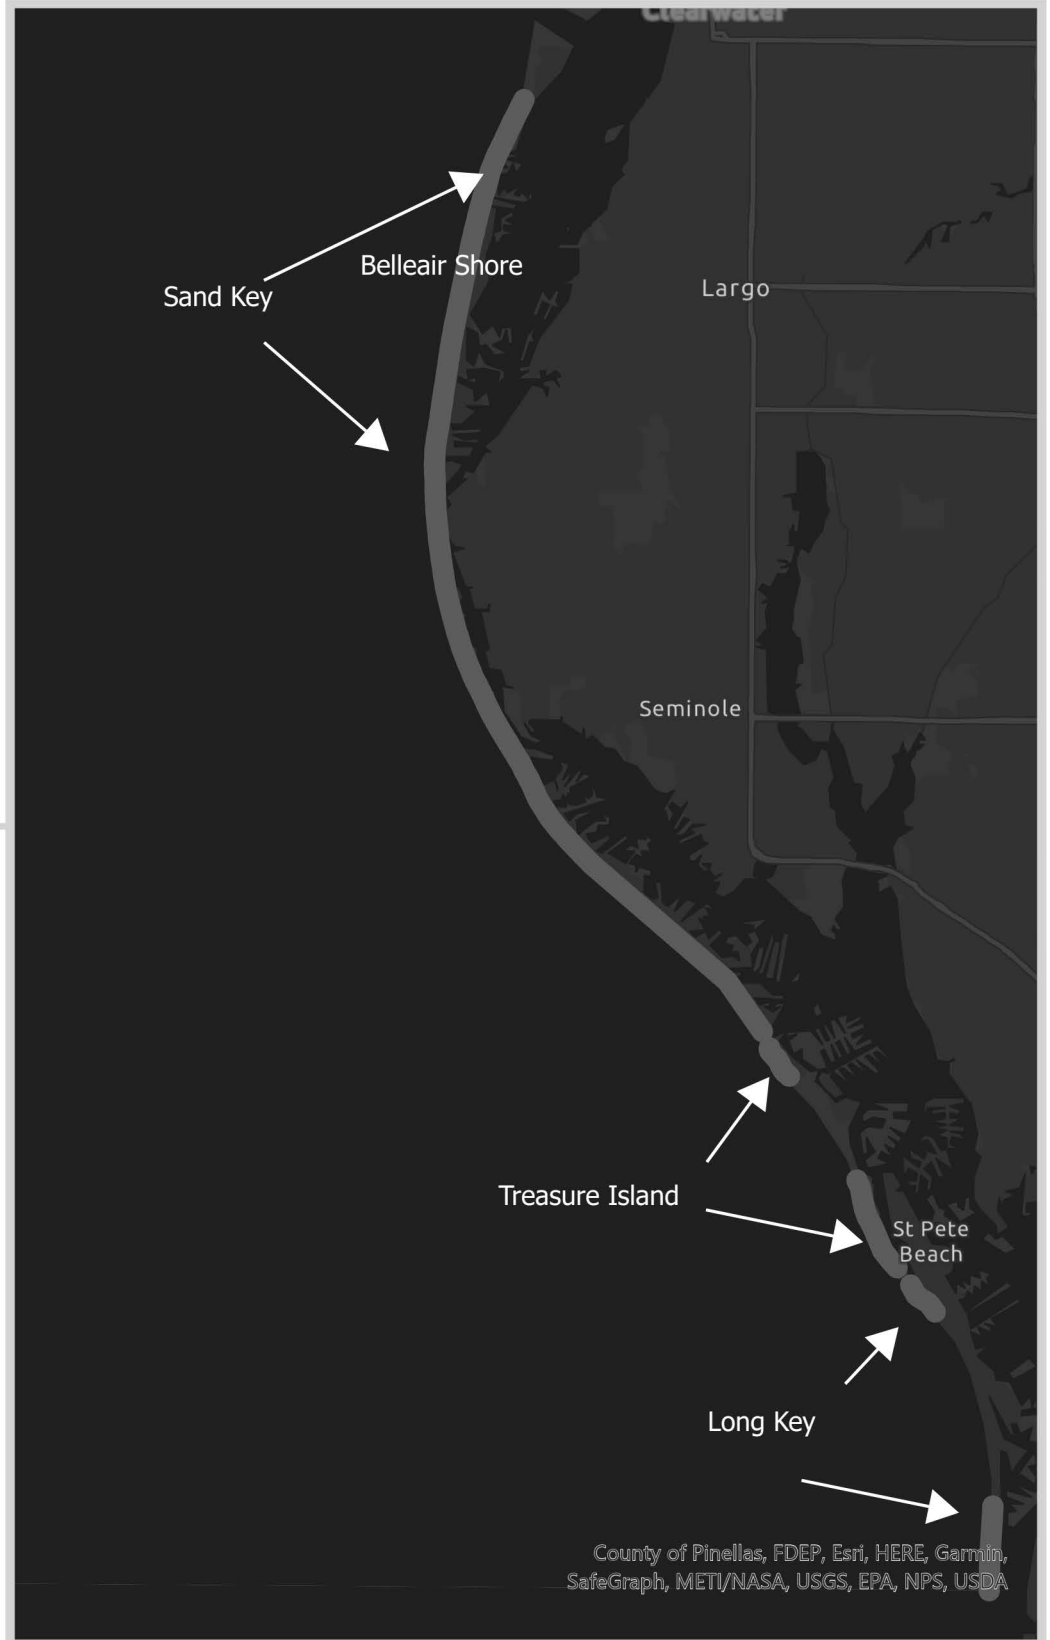 Clearwater
Belleair Shore
Sand Key
Largo
Seminole
Treasure Island
St Pete
Beach
Long Key
County of Pinellas, FDEP, Esri, HERE, Garmin,
SafeGraph, METI/NASA, USGS, EPA, NPS, USDA